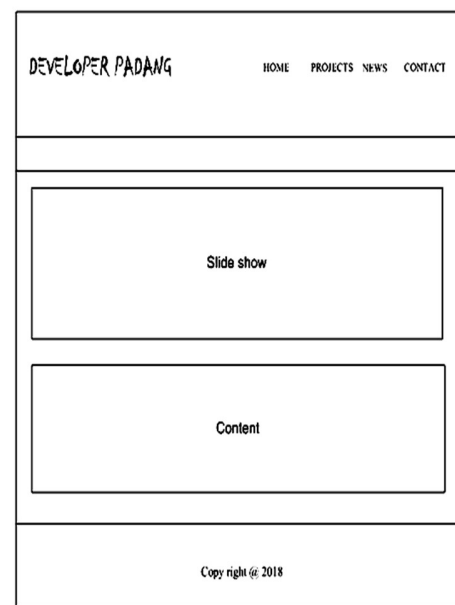 DEVELOPER PADANG HOME PROJECTS NEWS CONTACT
Slide show
Content
Copy right @ 2018